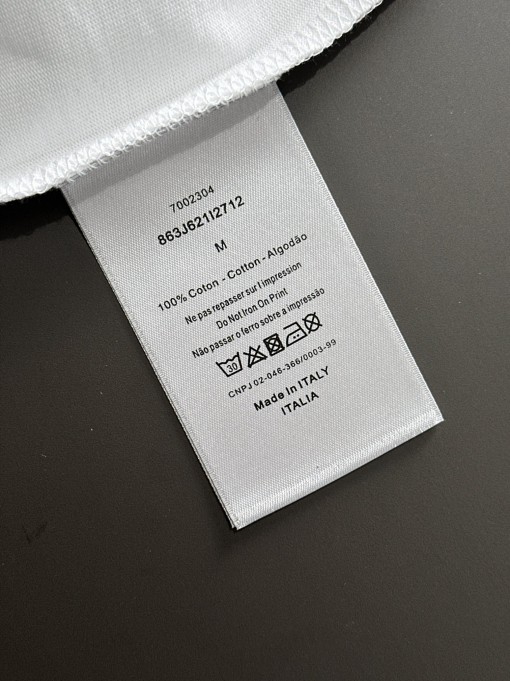 7002304
863J621I2712
M
100% Coton - Cotton - Algodão
Ne pas repasser sur l impression
Do Not Iron On Print
Não passar o ferro sobre a impressão
30
CNPJ 02-046-366/0003-99
Made In ITALY
ITALIA